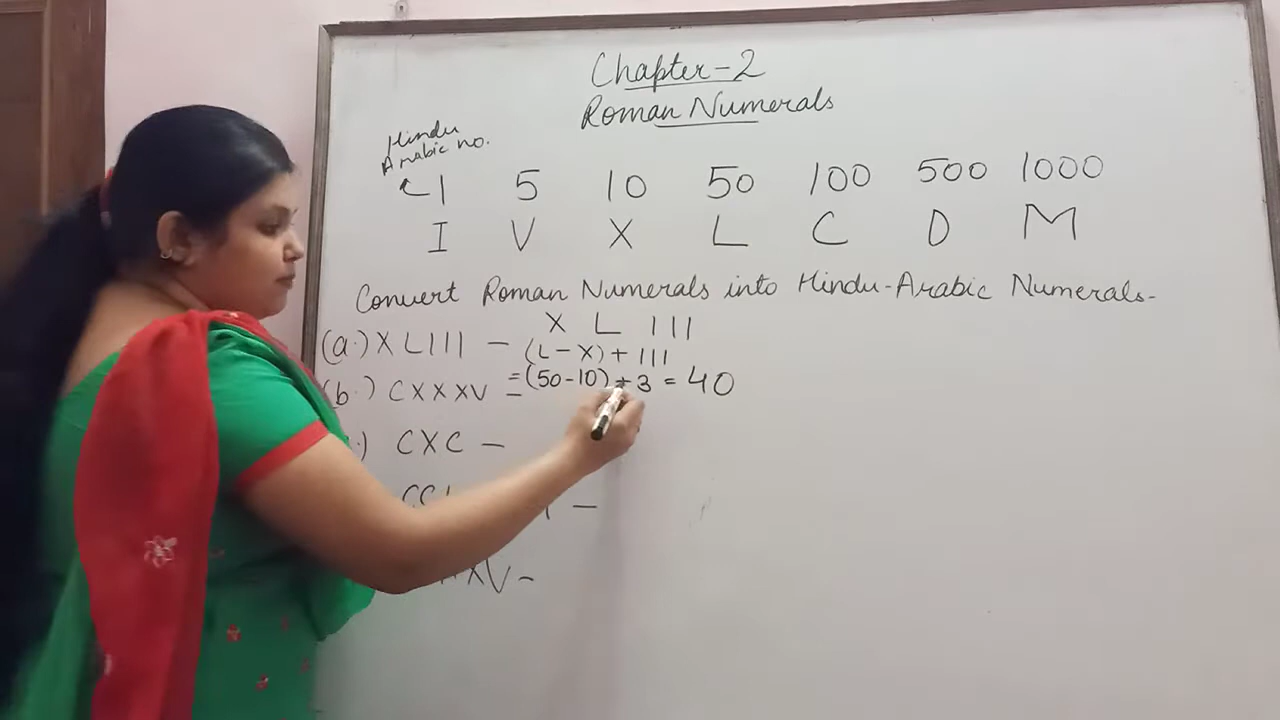 Chapter-2
Roman Numerals
Hindu
Arabic no.
1 5 10 50 100 500 1000
I V X L C D M
Convert Roman Numerals into Hindu-Arabic Numerals-
X L III
(a.) XLIII - (L-X)+III
=(50-10)+3 = 40
(b.) CXXXV -
) CXC -
XV-